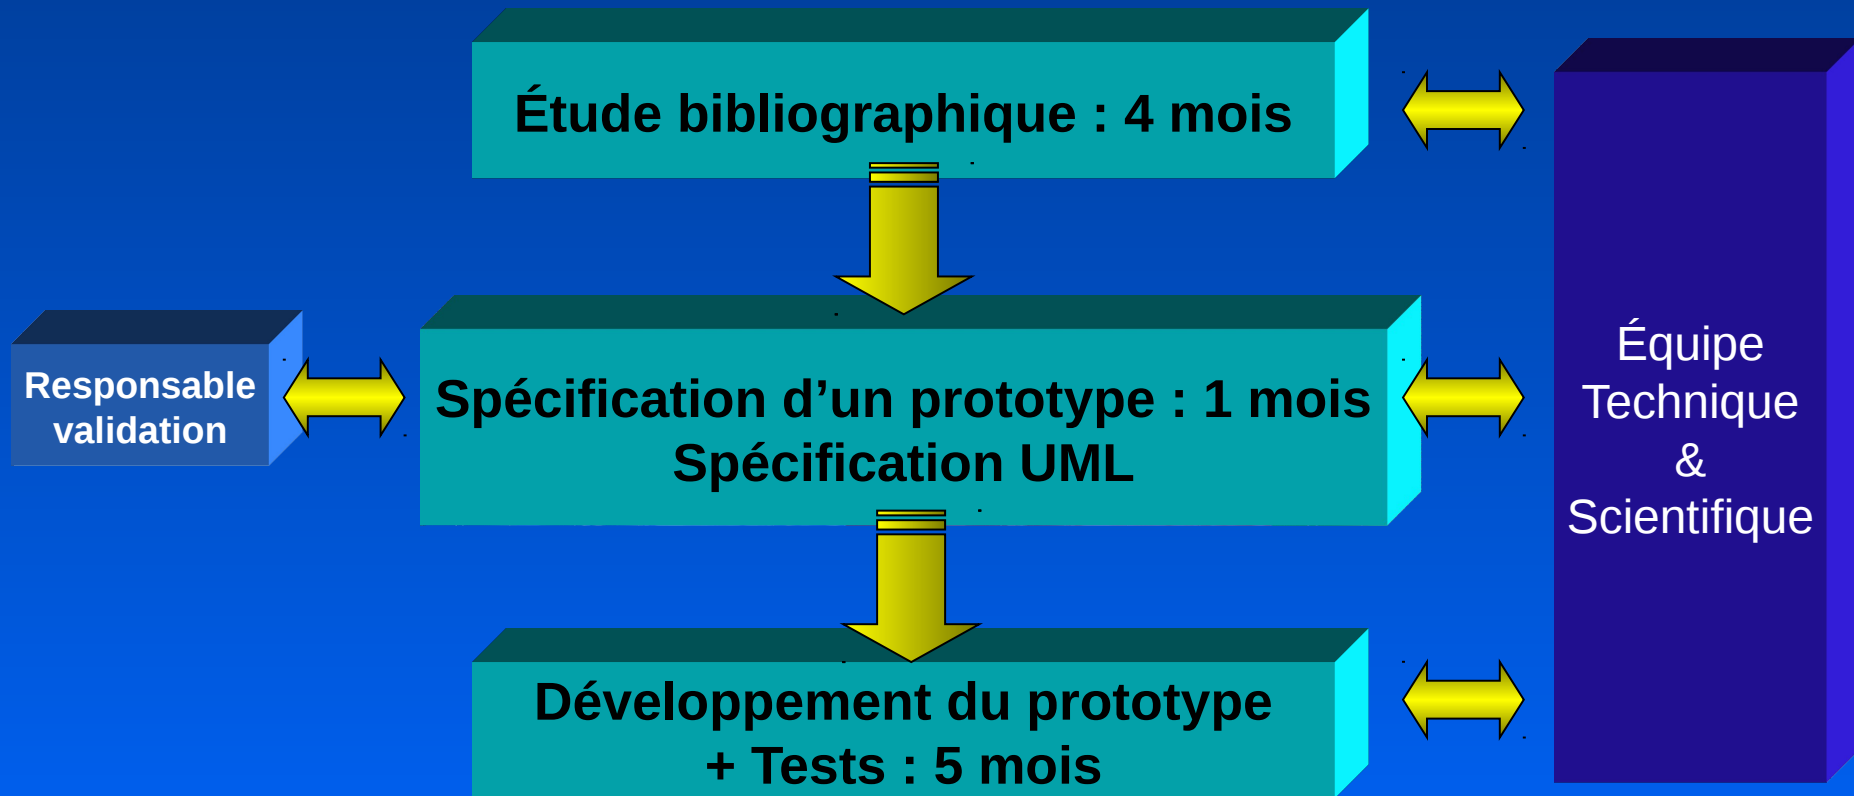 Étude bibliographique : 4 mois
Responsable
validation
Spécification d’un prototype : 1 mois
Spécification UML
Développement du prototype
+ Tests : 5 mois
Équipe
Technique
&
Scientifique